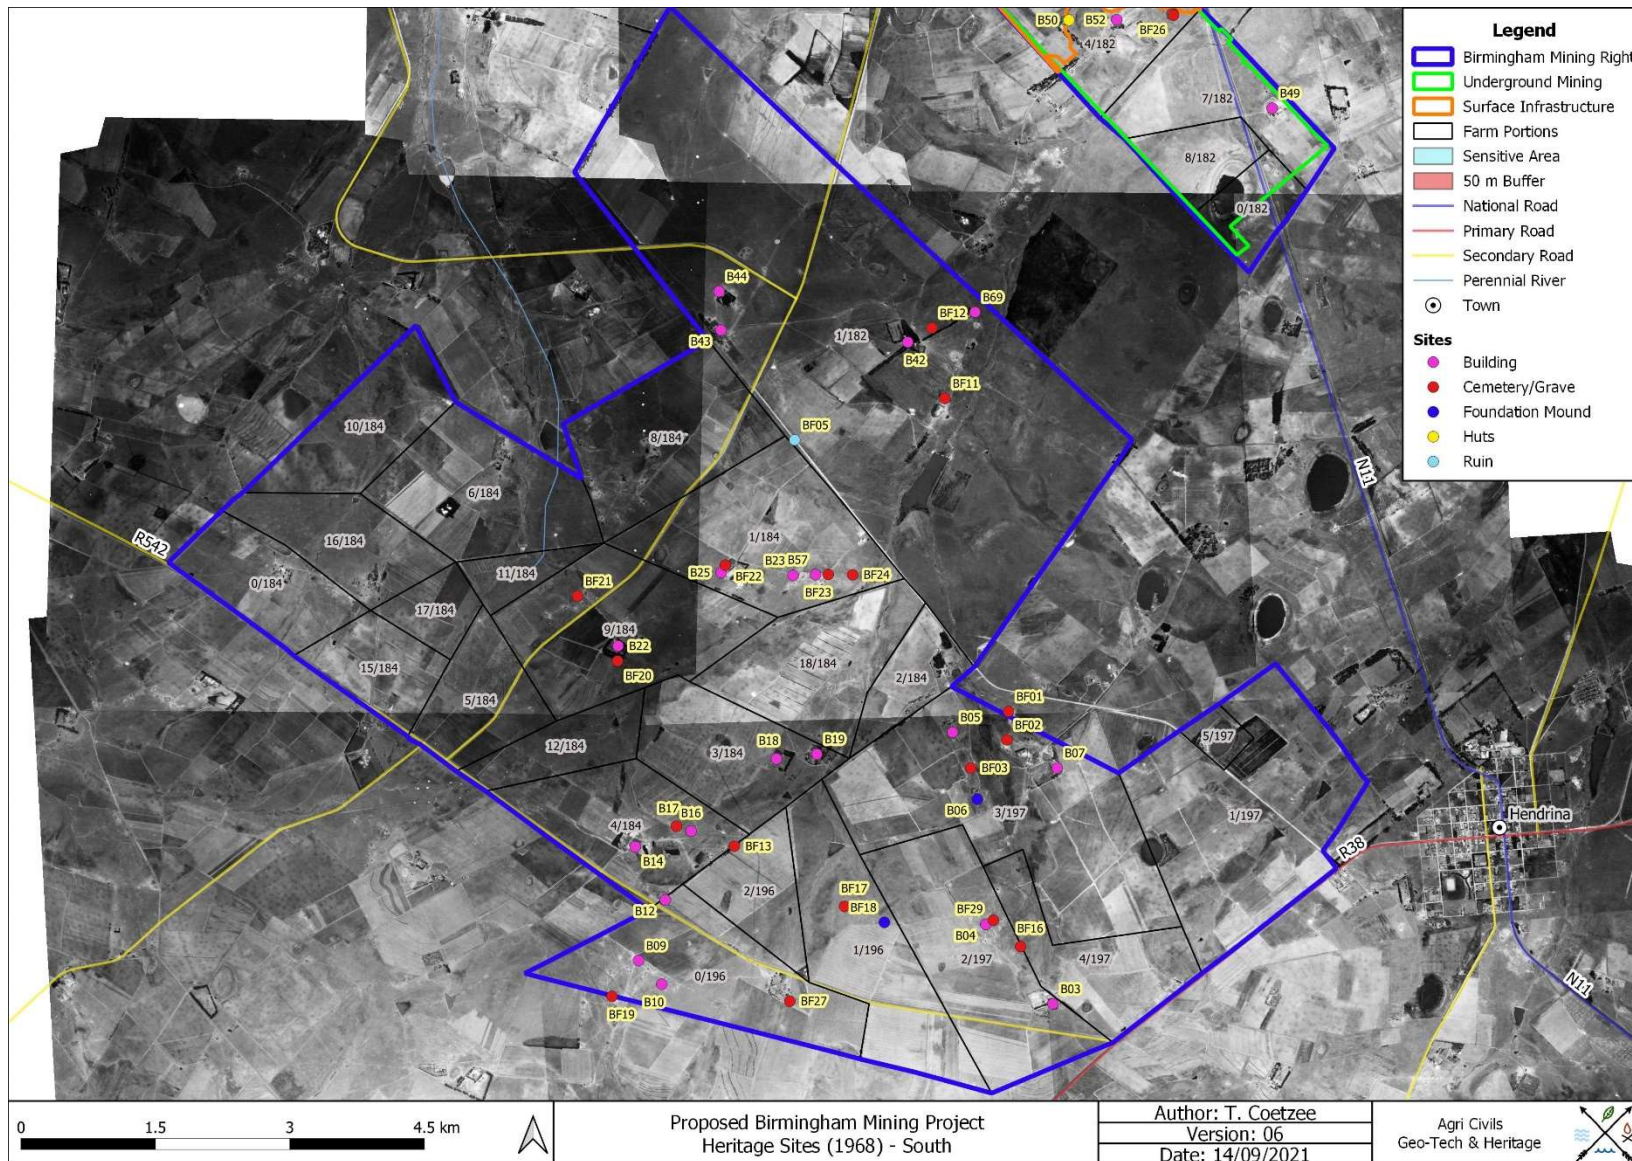 B50
B52
BF26
4/182
7/182
B49
8/182
0/182
Legend
Birmingham Mining Right
Underground Mining
Surface Infrastructure
Farm Portions
Sensitive Area
50 m Buffer
National Road
Primary Road
Secondary Road
Perennial River
Town
Sites
Building
Cemetery/Grave
Foundation Mound
Huts
Ruin
B44
B69
BF12
1/182
B43
B42
BF11
10/184
8/184
BF05
N11
6/184
R542
16/184
1/184
0/184
11/184
B25
BF22
B23
B57
BF24
BF23
BF21
17/184
9/184
B22
BF20
15/184
18/184
2/184
5/184
BF01
B05
BF02
5/197
12/184
3/184
B18
B19
BF03
B07
B06
3/197
1/197
Hendrina
B17
B16
4/184
B14
BF13
R38
2/196
BF17
BF18
BF29
B12
B04
BF16
1/196
2/197
4/197
B09
0/196
B10
BF19
BF27
B03
N11
0 1.5 3 4.5 km
Proposed Birmingham Mining Project
Heritage Sites (1968) - South
Author: T. Coetzee
Version: 06
Date: 14/09/2021
Agri Civils
Geo-Tech & Heritage